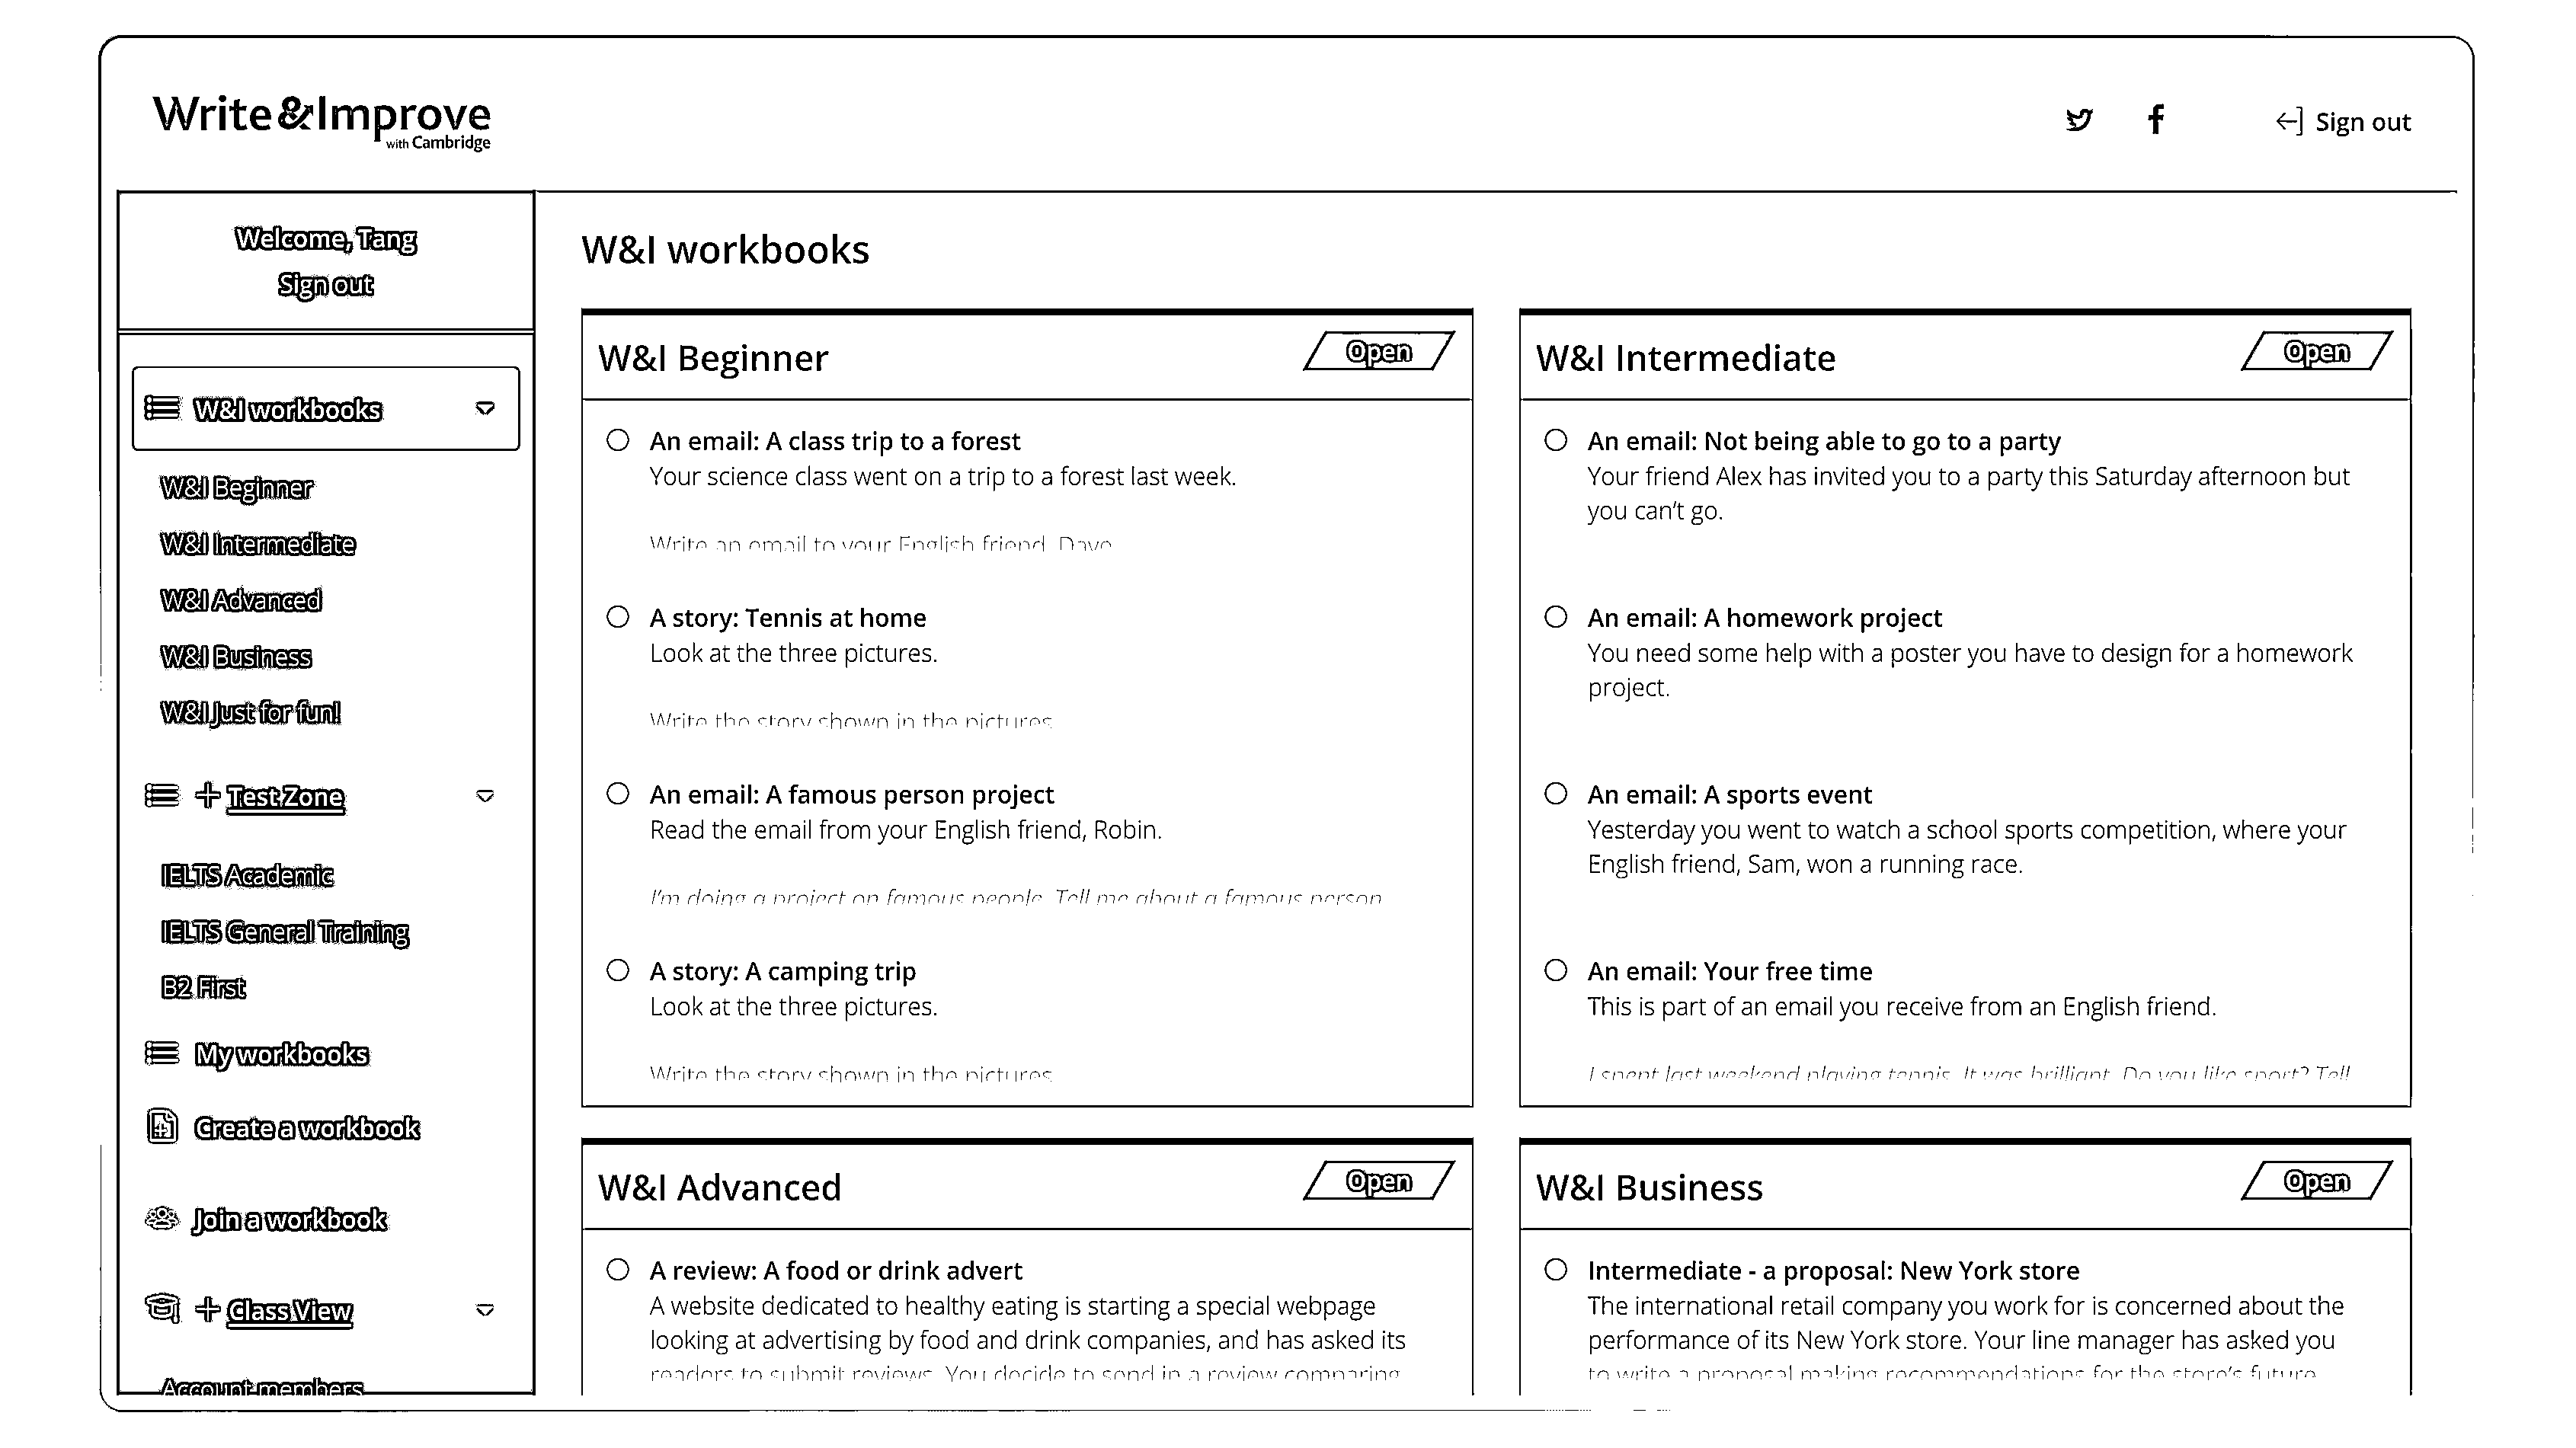 Write&Improve
with Cambridge
Sign out
Welcome, Tang
Sign out
W&I workbooks
W&I Beginner
W&I Intermediate
W&I Advanced
W&I Business
W&I Just for fun!
+ Test Zone
IELTS Academic
IELTS General Training
B2 First
My workbooks
Create a workbook
Join a workbook
+ Class View
Account members
W&I workbooks
W&I Beginner
Open
An email: A class trip to a forest
Your science class went on a trip to a forest last week.
Write an email to your English friend, Dave
A story: Tennis at home
Look at the three pictures.
Write the story shown in the pictures
An email: A famous person project
Read the email from your English friend, Robin.
I'm doing a project on famous people. Tell me about a famous person
A story: A camping trip
Look at the three pictures.
Write the story shown in the pictures
W&I Intermediate
Open
An email: Not being able to go to a party
Your friend Alex has invited you to a party this Saturday afternoon but
you can't go.
An email: A homework project
You need some help with a poster you have to design for a homework
project.
An email: A sports event
Yesterday you went to watch a school sports competition, where your
English friend, Sam, won a running race.
An email: Your free time
This is part of an email you receive from an English friend.
I spent last weekend playing tennis. It was brilliant. Do you like sport? Tell
W&I Advanced
Open
A review: A food or drink advert
A website dedicated to healthy eating is starting a special webpage
looking at advertising by food and drink companies, and has asked its
readers to submit reviews. You decide to send in a review comparing
W&I Business
Open
Intermediate - a proposal: New York store
The international retail company you work for is concerned about the
performance of its New York store. Your line manager has asked you
to write a proposal making recommendations for the store's future